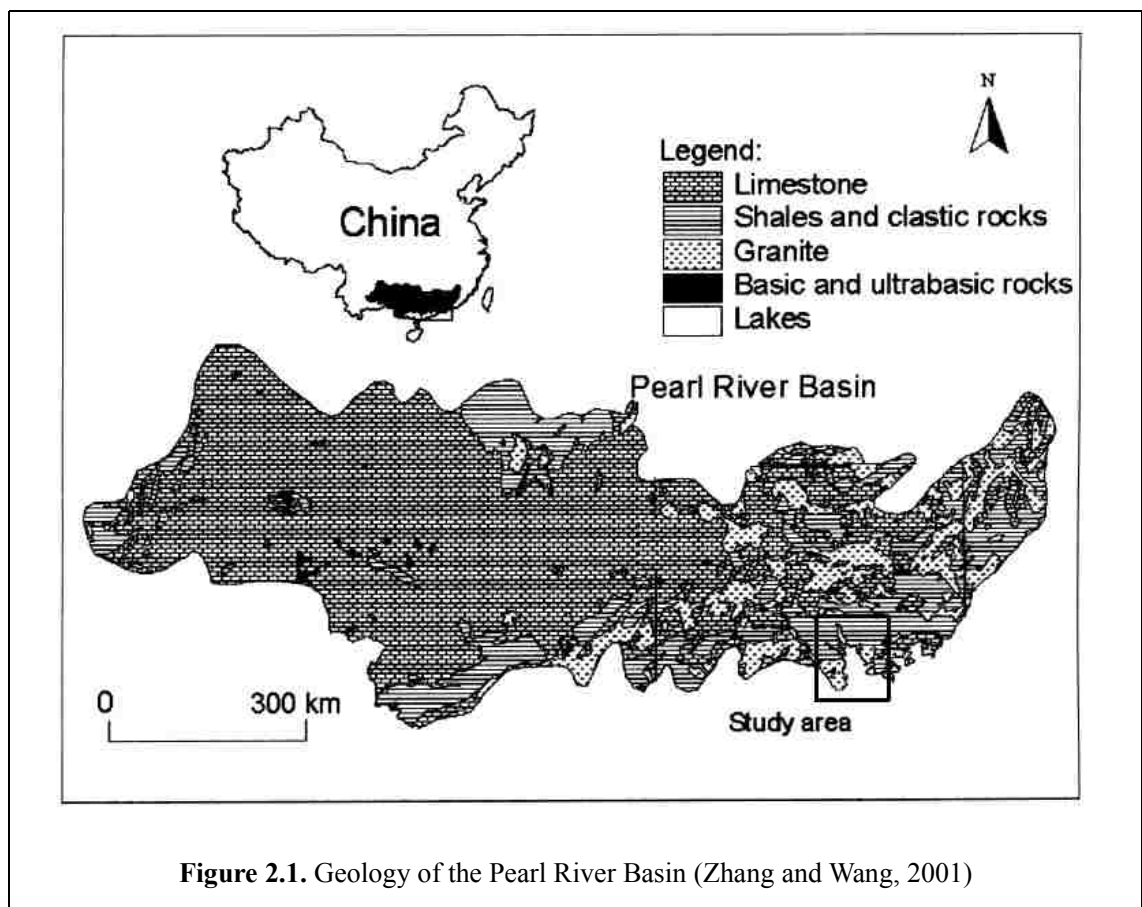 N
Legend:
Limestone
Shales and clastic rocks
Granite
Basic and ultrabasic rocks
Lakes
China
Pearl River Basin
0 300 km
Study area
Figure 2.1. Geology of the Pearl River Basin (Zhang and Wang, 2001)